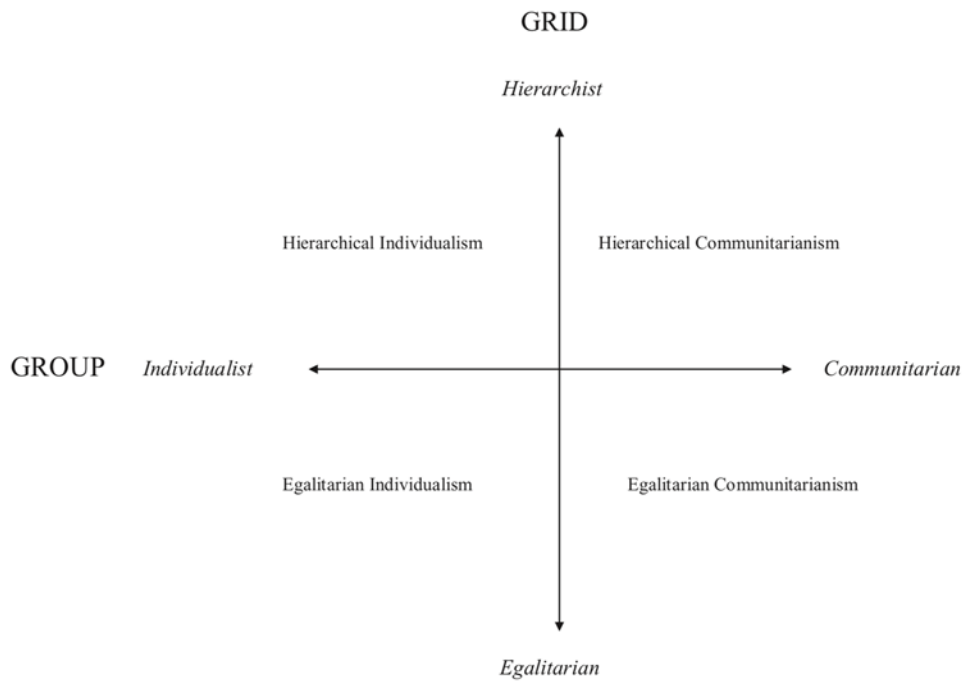 GRID
Hierarchist
Hierarchical Individualism
Hierarchical Communitarianism
GROUP
Individualist
Communitarian
Egalitarian Individualism
Egalitarian Communitarianism
Egalitarian